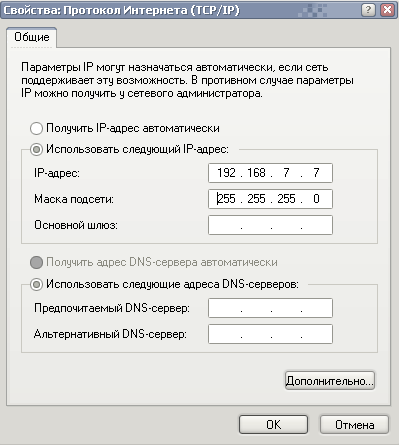 Свойства: Протокол Интернета (TCP/IP)
Общие
Параметры IP могут назначаться автоматически, если сеть
поддерживает эту возможность. В противном случае параметры
IP можно получить у сетевого администратора.
Получить IP-адрес автоматически
Использовать следующий IP-адрес:
IP-адрес: 192 . 168 . 7 . 7
Маска подсети: 255 . 255 . 255 . 0
Основной шлюз: . . .
Получить адрес DNS-сервера автоматически
Использовать следующие адреса DNS-серверов:
Предпочитаемый DNS-сервер: . . .
Альтернативный DNS-сервер: . . .
Дополнительно...
OK Отмена